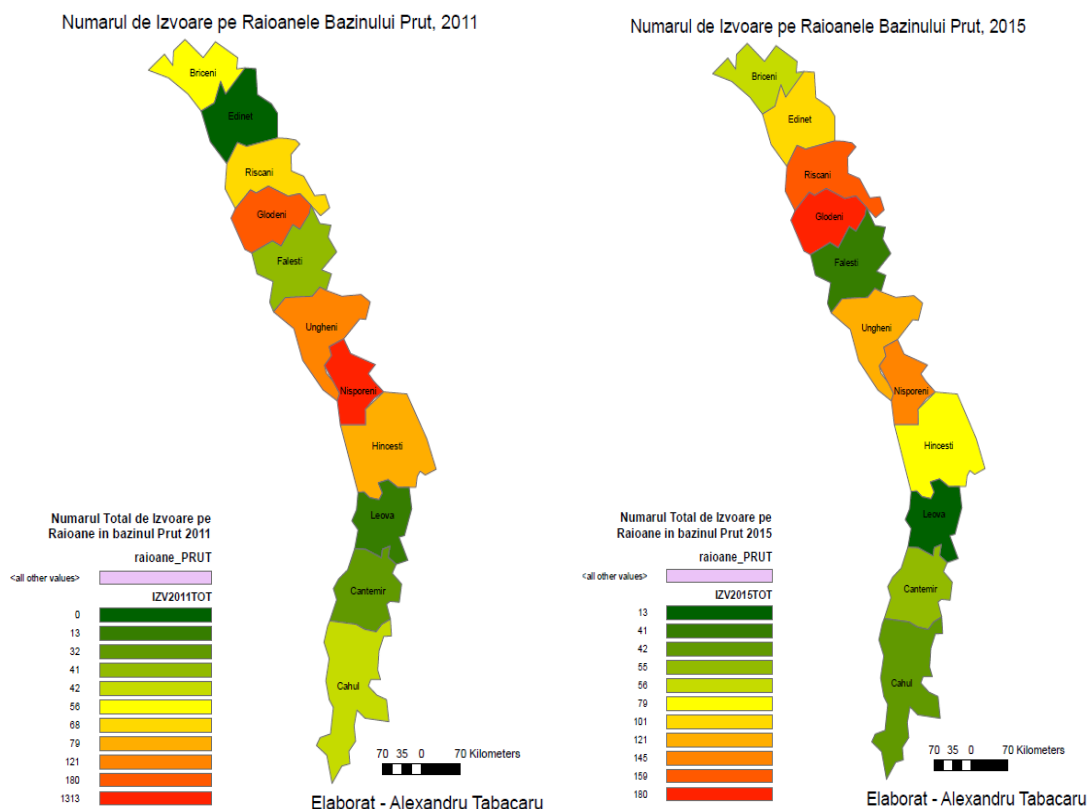 Numarul de Izvoare pe Raioanele Bazinului Prut, 2011
Briceni
Edinet
Riscani
Glodeni
Falesti
Ungheni
Nisporeni
Hincesti
Leova
Cantemir
Cahul
Numarul Total de Izvoare pe
Raioane in bazinul Prut 2011
raioane_PRUT
<all other values>
IZV2011TOT
0
13
32
41
42
56
68
79
121
180
1313
70 35 0 70 Kilometers
Elaborat - Alexandru Tabacaru
Numarul de Izvoare pe Raioanele Bazinului Prut, 2015
Briceni
Edinet
Riscani
Glodeni
Falesti
Ungheni
Nisporeni
Hincesti
Leova
Cantemir
Cahul
Numarul Total de Izvoare pe
Raioane in bazinul Prut 2015
raioane_PRUT
<all other values>
IZV2015TOT
13
41
42
55
56
79
101
121
145
159
180
70 35 0 70 Kilometers
Elaborat - Alexandru Tabacaru